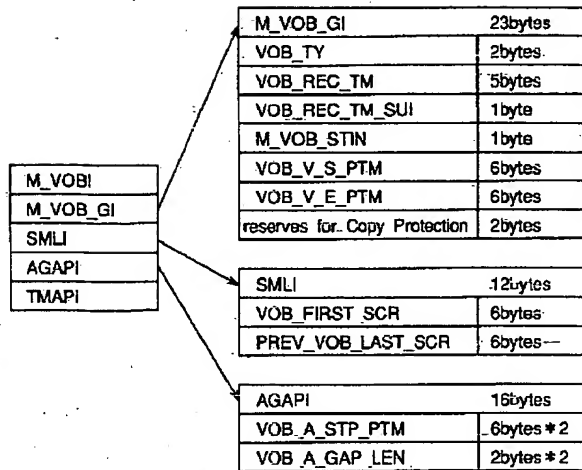 M_VOBI
M_VOB_GI
SMLI
AGAPI
TMAPI
M_VOB_GI 23bytes
VOB_TY 2bytes
VOB_REC_TM 5bytes
VOB_REC_TM_SUI 1byte
M_VOB_STIN 1byte
VOB_V_S_PTM 6bytes
VOB_V_E_PTM 6bytes
reserves for Copy Protection 2bytes
SMLI 12bytes
VOB_FIRST_SCR 6bytes
PREV_VOB_LAST_SCR 6bytes
AGAPI 16bytes
VOB_A_STP_PTM 6bytes*2
VOB_A_GAP_LEN 2bytes*2